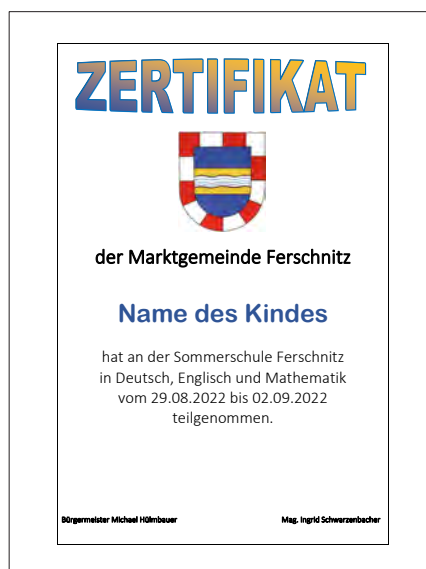 ZERTIFIKAT
der Marktgemeinde Ferschnitz
Name des Kindes
hat an der Sommerschule Ferschnitz
in Deutsch, Englisch und Mathematik
vom 29.08.2022 bis 02.09.2022
teilgenommen.
Bürgermeister Michael Hülmbauer Mag. Ingrid Schwarzenbacher